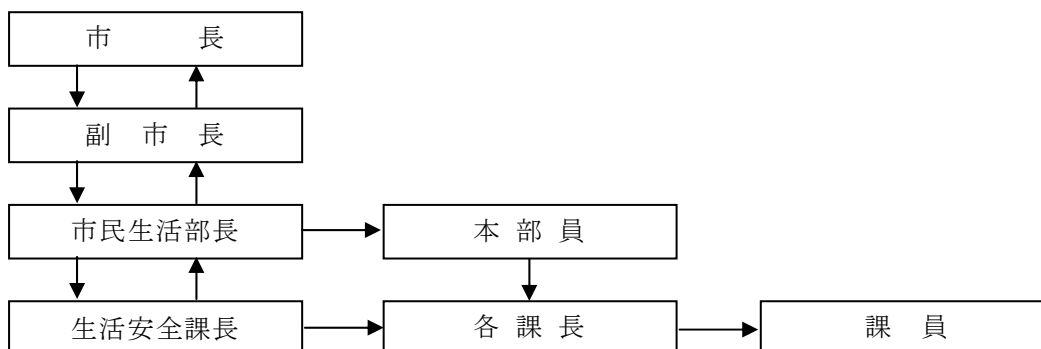 市　　　長
副　市　長
市民生活部長
本 部 員
生活安全課長
各 課 長
課　員